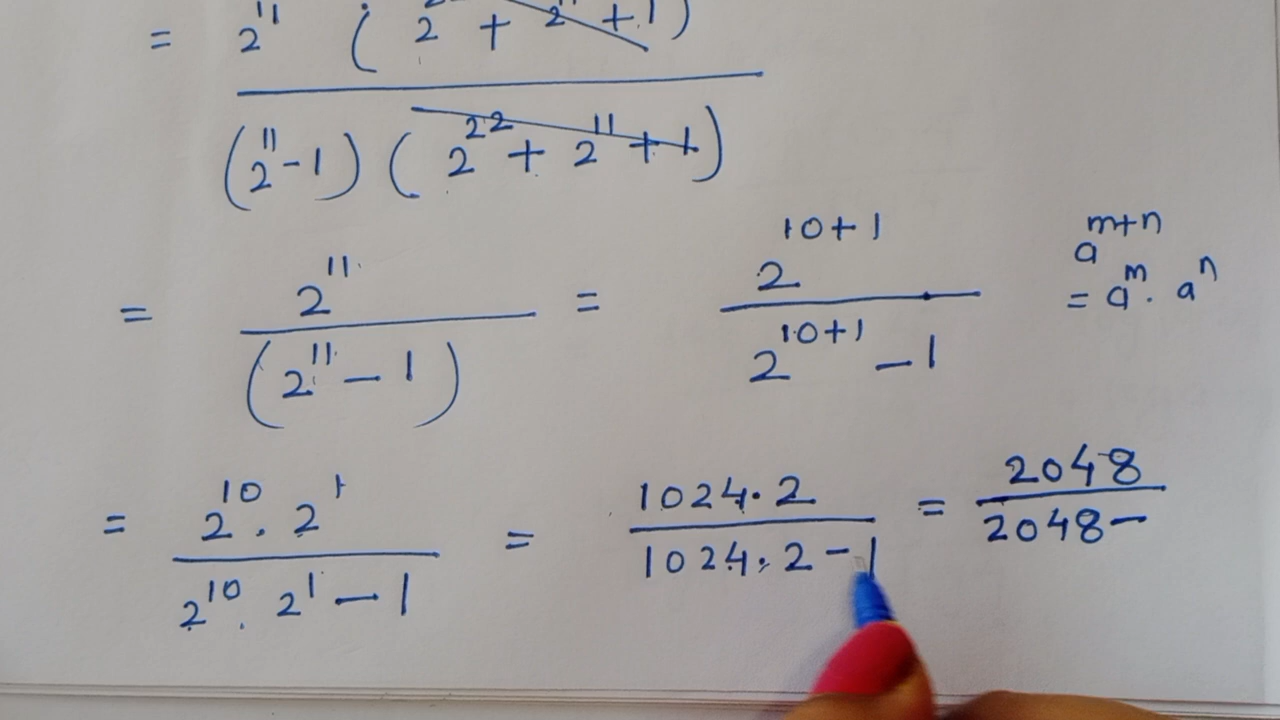 = 2^11 ( 2^22 + 2^11 + 1 )
(2^11 - 1) ( 2^22 + 2^11 + 1 )
= 2^11 / (2^11 - 1) = 2^(10+1) / 2^(10+1) - 1
a^(m+n)
= a^m . a^n
= 2^10 . 2^1 / 2^10 . 2^1 - 1 = 1024.2 / 1024.2 - 1 = 2048 / 2048 -